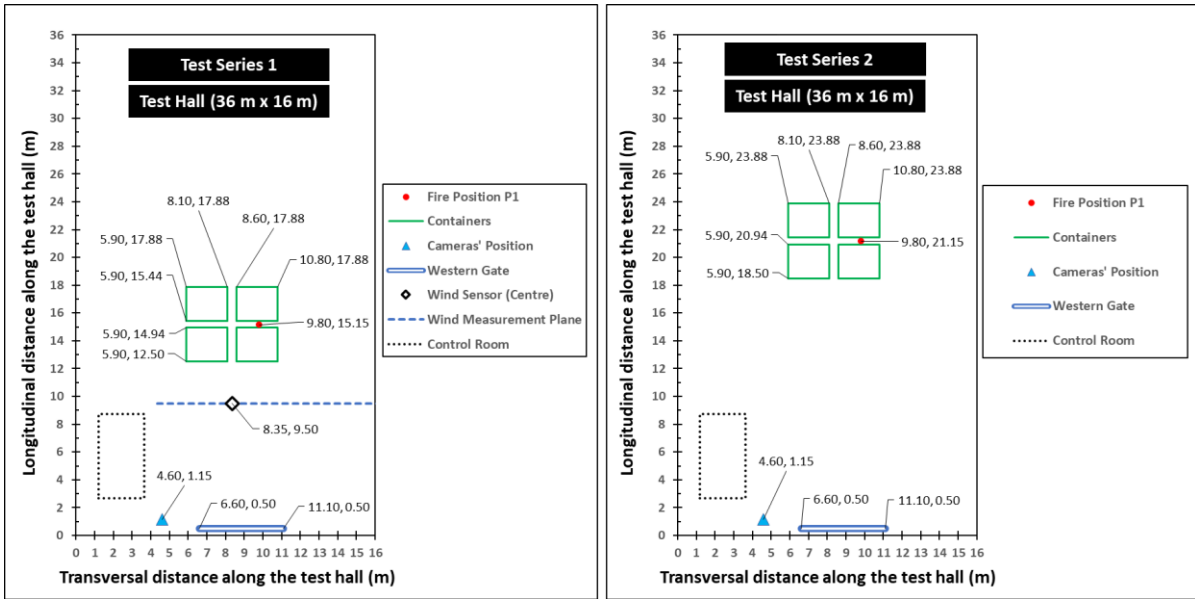 Test Series 1
Test Hall (36 m x 16 m)
Longitudinal distance along the test hall (m)
36
34
32
30
28
26
24
22
20
18
16
14
12
10
8
6
4
2
0
8.10, 17.88
8.60, 17.88
5.90, 17.88
10.80, 17.88
5.90, 15.44
9.80, 15.15
5.90, 14.94
5.90, 12.50
8.35, 9.50
4.60, 1.15
6.60, 0.50
11.10, 0.50
0 1 2 3 4 5 6 7 8 9 10 11 12 13 14 15 16
Transversal distance along the test hall (m)
Fire Position P1
Containers
Cameras' Position
Western Gate
Wind Sensor (Centre)
Wind Measurement Plane
Control Room
Test Series 2
Test Hall (36 m x 16 m)
Longitudinal distance along the test hall (m)
36
34
32
30
28
26
24
22
20
18
16
14
12
10
8
6
4
2
0
8.10, 23.88
8.60, 23.88
5.90, 23.88
10.80, 23.88
5.90, 20.94
9.80, 21.15
5.90, 18.50
4.60, 1.15
6.60, 0.50
11.10, 0.50
0 1 2 3 4 5 6 7 8 9 10 11 12 13 14 15 16
Transversal distance along the test hall (m)
Fire Position P1
Containers
Cameras' Position
Western Gate
Control Room